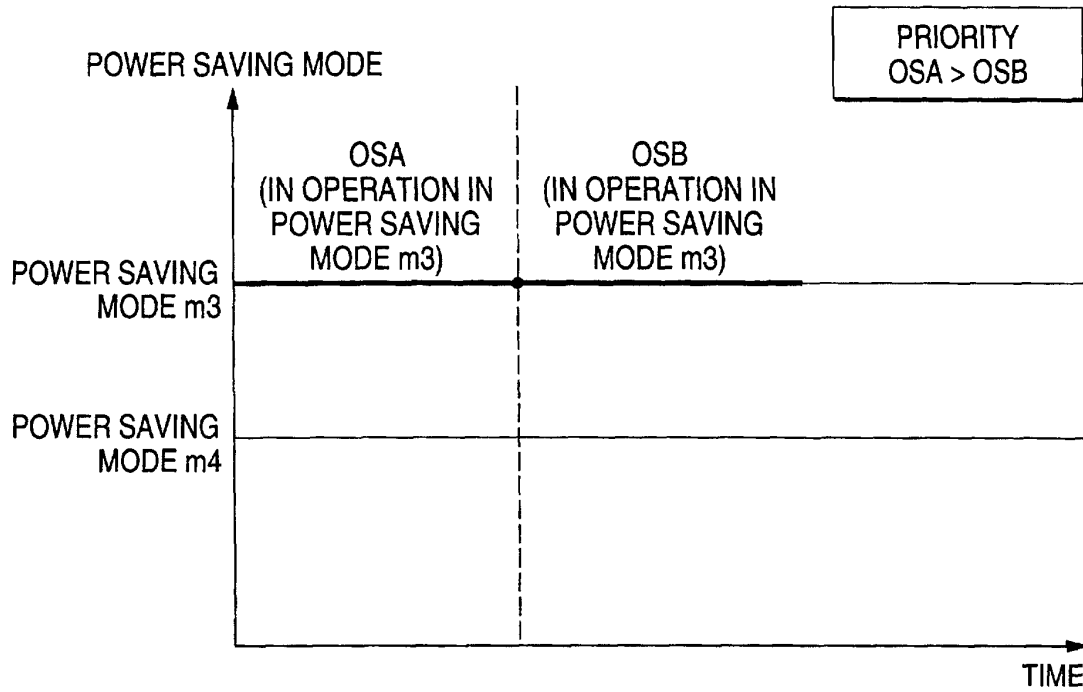 PRIORITY
OSA > OSB
POWER SAVING MODE
OSA
(IN OPERATION IN
POWER SAVING
MODE m3)
OSB
(IN OPERATION IN
POWER SAVING
MODE m3)
POWER SAVING
MODE m3
POWER SAVING
MODE m4
TIME